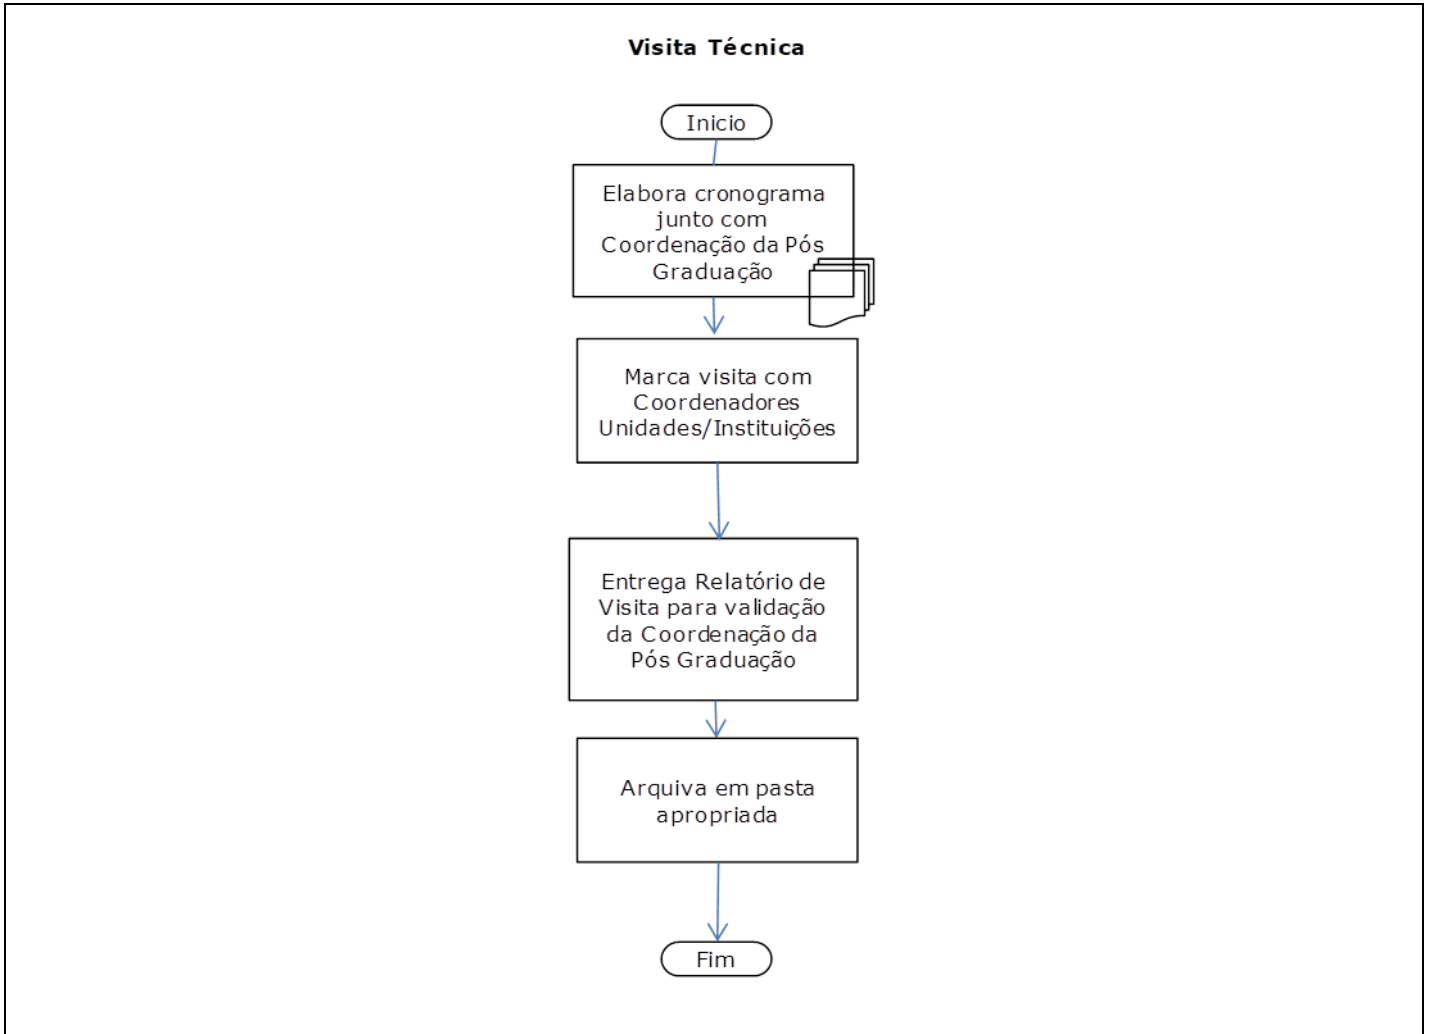 Visita Técnica
Inicio
Elabora cronograma
junto com
Coordenação da Pós
Graduação
Marca visita com
Coordenadores
Unidades/Instituições
Entrega Relatório de
Visita para validação
da Coordenação da
Pós Graduação
Arquiva em pasta
apropriada
Fim